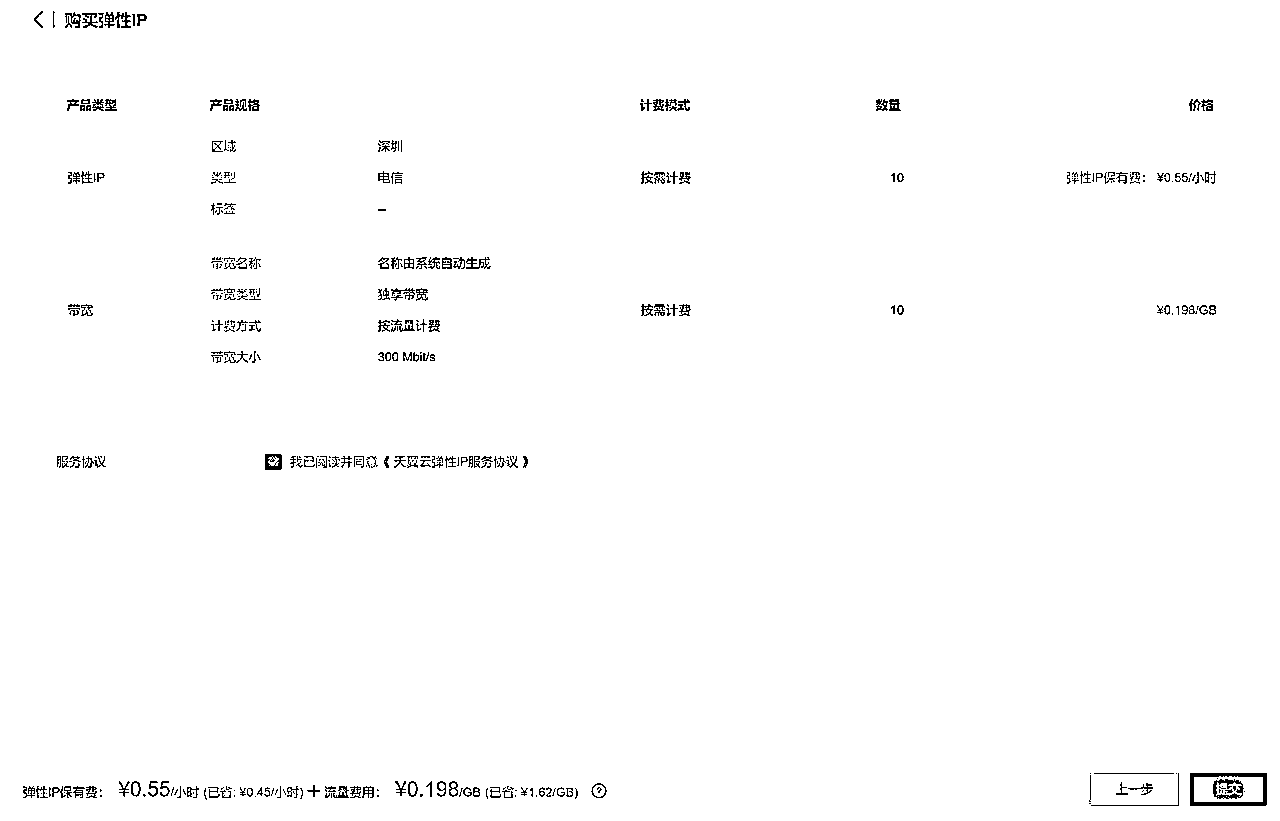 购买弹性IP
产品类型 产品规格 计费模式 数量 价格
区域 深圳
弹性IP 类型 电信 按需计费 10 弹性IP保有费: ¥0.55/小时
标签 –
带宽名称 名称由系统自动生成
带宽类型 独享带宽
带宽 按需计费 10 ¥0.198/GB
计费方式 按流量计费
带宽大小 300 Mbit/s
服务协议 我已阅读并同意《天翼云弹性IP服务协议》
弹性IP保有费: ¥0.55/小时 (已省: ¥0.45/小时) + 流量费用: ¥0.198/GB (已省: ¥1.62/GB) ?
上一步 提交